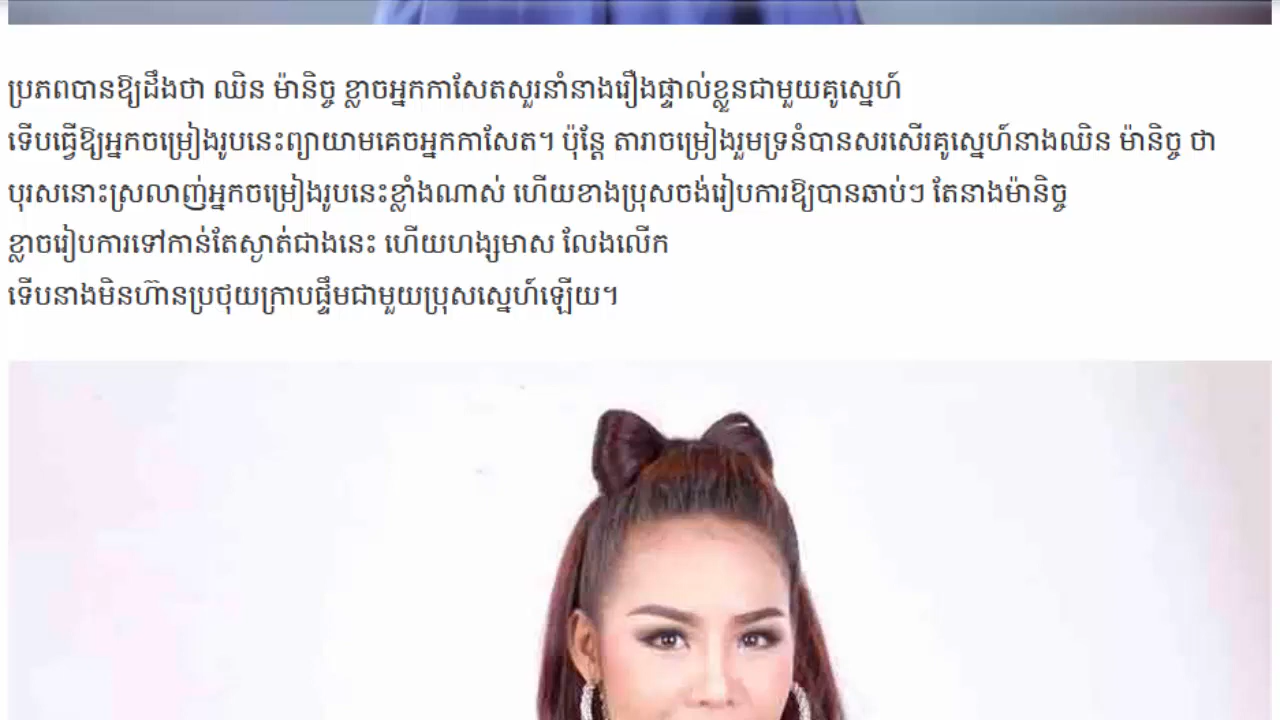 ប្រភពបានឱ្យដឹងថា ឈិន ម៉ានិច្ច ខ្លាចអ្នកកាសែតសួរនាំនាងរឿងផ្ទាល់ខ្លួនជាមួយគូស្នេហ៍
ទើបធ្វើឱ្យអ្នកចម្រៀងរូបនេះព្យាយាមគេចអ្នកកាសែត។ ប៉ុន្តែ តារាចម្រៀងរួមទ្រនំបានសរសើរគូស្នេហ៍នាងឈិន ម៉ានិច្ច ថា
បុរសនោះស្រលាញ់អ្នកចម្រៀងរូបនេះខ្លាំងណាស់ ហើយខាងប្រុសចង់រៀបការឱ្យបានឆាប់ៗ តែនាងម៉ានិច្ច
ខ្លាចរៀបការទៅកាន់តែស្ងាត់ជាងនេះ ហើយហង្សមាស លែងលើក
ទើបនាងមិនហ៊ានប្រថុយក្រាបផ្ទឹមជាមួយប្រុសស្នេហ៍ឡើយ។